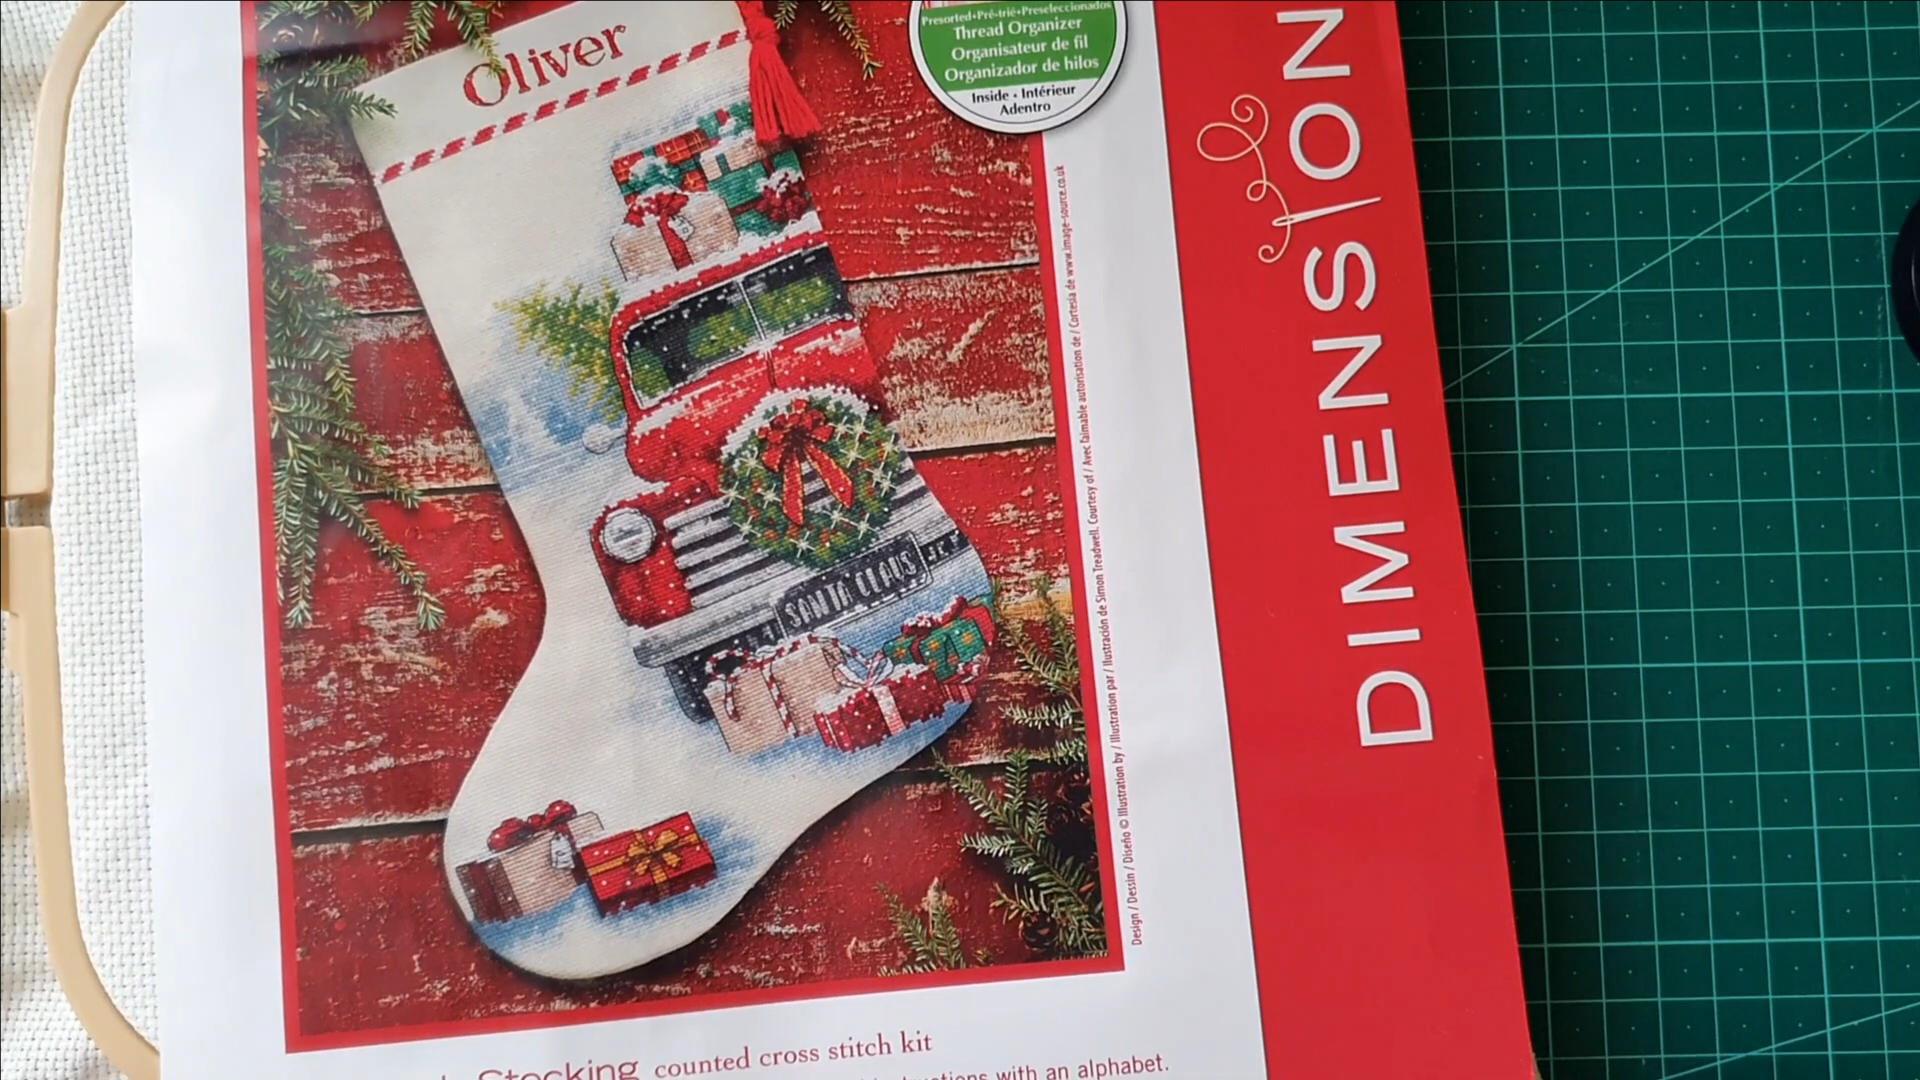 Oliver
Presorted•Pré-trié•Preseleccionados
Thread Organizer
Organisateur de fil
Organizador de hilos
Inside • Intérieur
Adentro
SANTA CLAUS
Design / Dessin / Diseño © Illustration by / Illustration par / Ilustración de Simon Treadwell. Courtesy of / Avec l'aimable autorisation de / Cortesía de www.image-source.co.uk
DIMENSION
Stocking counted cross stitch kit
with an alphabet.